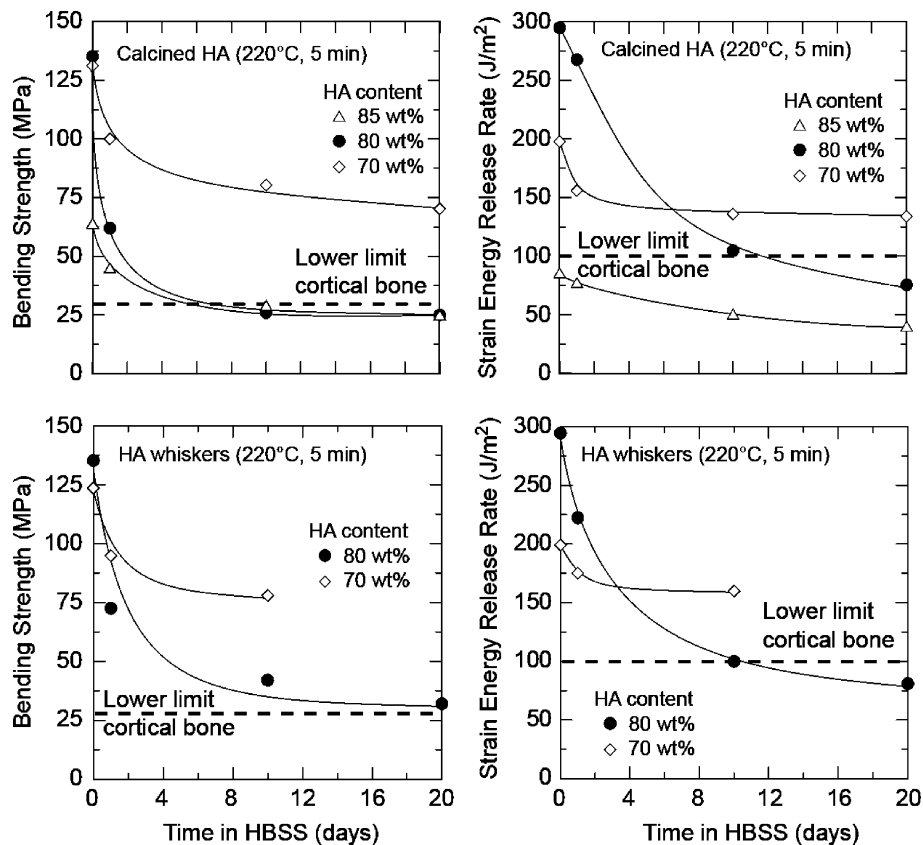 150
125
100
75
50
25
0
Bending Strength (MPa)
Calcined HA (220°C, 5 min)
HA content
85 wt%
80 wt%
70 wt%
Lower limit
cortical bone
300
250
200
150
100
50
0
Strain Energy Release Rate (J/m²)
Calcined HA (220°C, 5 min)
HA content
85 wt%
80 wt%
70 wt%
Lower limit
cortical bone
150
125
100
75
50
25
0
Bending Strength (MPa)
HA whiskers (220°C, 5 min)
HA content
80 wt%
70 wt%
Lower limit
cortical bone
0 4 8 12 16 20
Time in HBSS (days)
300
250
200
150
100
50
0
Strain Energy Release Rate (J/m²)
HA whiskers (220°C, 5 min)
Lower limit
cortical bone
HA content
80 wt%
70 wt%
0 4 8 12 16 20
Time in HBSS (days)